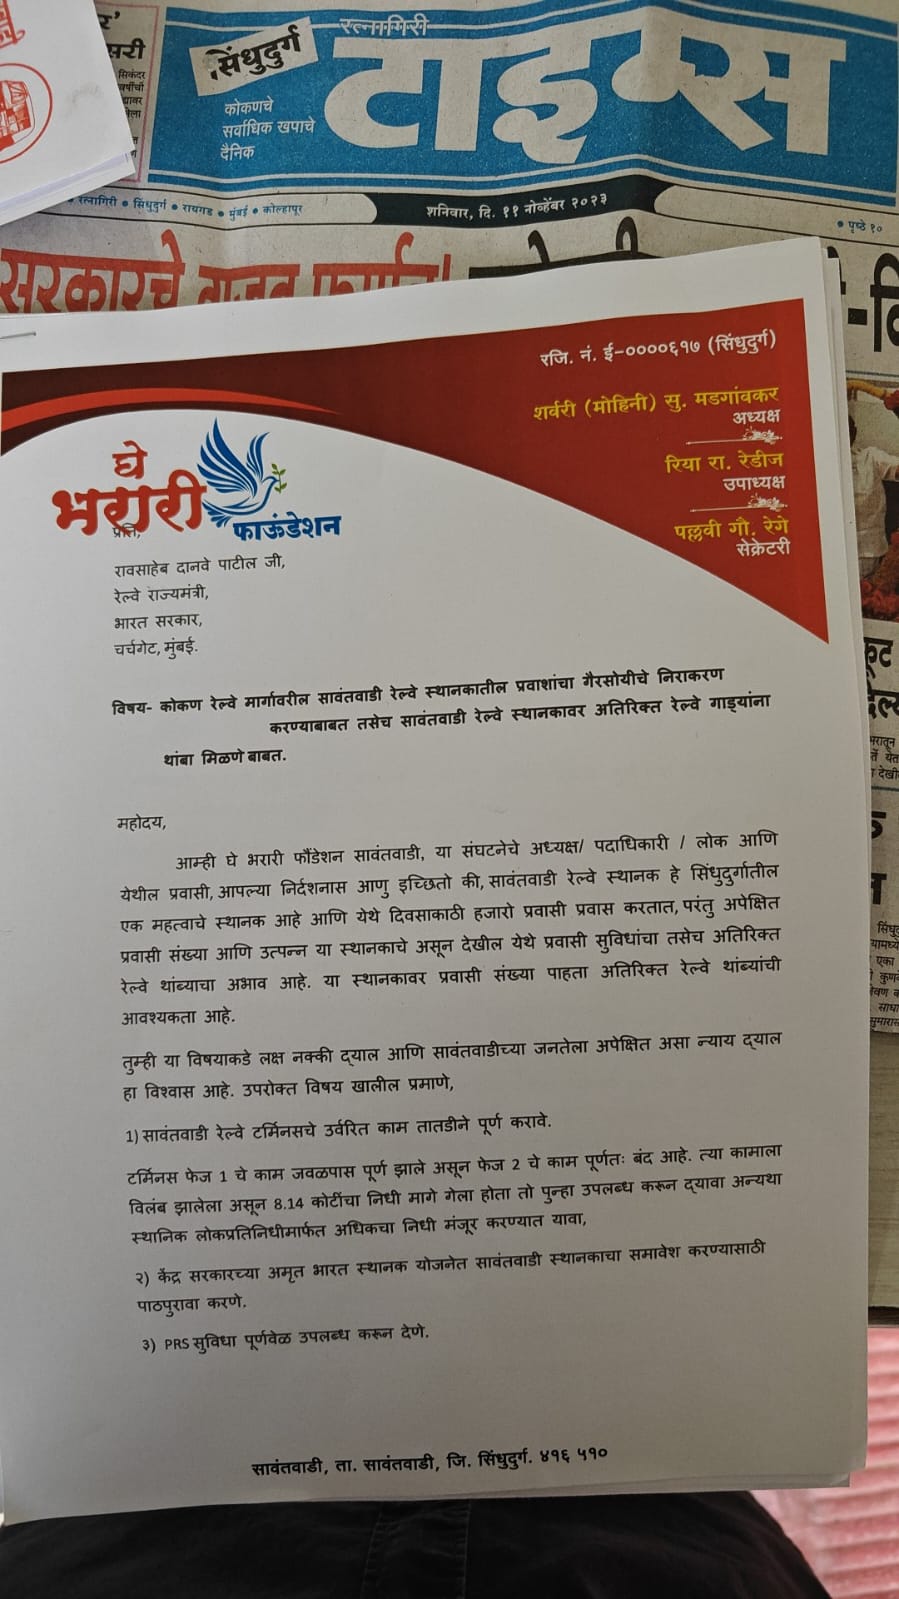 सिंधुदुर्ग
रत्नागिरी
टाइम्स
कोकणचे
सर्वाधिक खपाचे
दैनिक
रत्नागिरी • सिंधुदुर्ग • रायगड • मुंबई • कोल्हापूर
शनिवार, दि. ११ नोव्हेंबर २०२३
• पृष्ठे १०
सरकारचे
रजि. नं. ई-००००६१७ (सिंधुदुर्ग)
शर्वरी (मोहिनी) सु. मडगांवकर
अध्यक्ष
रिया रा. रेडीज
उपाध्यक्ष
पल्लवी गौ. रेगे
सेक्रेटरी
घे
भरारी
फाऊंडेशन
प्रति,
रावसाहेब दानवे पाटील जी,
रेल्वे राज्यमंत्री,
भारत सरकार,
चर्चगेट, मुंबई.
विषय- कोकण रेल्वे मार्गावरील सावंतवाडी रेल्वे स्थानकातील प्रवाशांचा गैरसोयीचे निराकरण
करण्याबाबत तसेच सावंतवाडी रेल्वे स्थानकावर अतिरिक्त रेल्वे गाड्यांना
थांबा मिळणे बाबत.
महोदय,
आम्ही घे भरारी फौंडेशन सावंतवाडी, या संघटनेचे अध्यक्ष/ पदाधिकारी / लोक आणि
येथील प्रवासी, आपल्या निर्दशनास आणु इच्छितो की, सावंतवाडी रेल्वे स्थानक हे सिंधुदुर्गातील
एक महत्वाचे स्थानक आहे आणि येथे दिवसाकाठी हजारो प्रवासी प्रवास करतात, परंतु अपेक्षित
प्रवासी संख्या आणि उत्पन्न या स्थानकाचे असून देखील येथे प्रवासी सुविधांचा तसेच अतिरिक्त
रेल्वे थांब्याचा अभाव आहे. या स्थानकावर प्रवासी संख्या पाहता अतिरिक्त रेल्वे थांब्यांची
आवश्यकता आहे.
तुम्ही या विषयाकडे लक्ष नक्की द्याल आणि सावंतवाडीच्या जनतेला अपेक्षित असा न्याय द्याल
हा विश्वास आहे. उपरोक्त विषय खालील प्रमाणे,
1) सावंतवाडी रेल्वे टर्मिनसचे उर्वरित काम तातडीने पूर्ण करावे.
टर्मिनस फेज 1 चे काम जवळपास पूर्ण झाले असून फेज 2 चे काम पूर्णतः बंद आहे. त्या कामाला
विलंब झालेला असून 8.14 कोटींचा निधी मागे गेला होता तो पुन्हा उपलब्ध करून द्यावा अन्यथा
स्थानिक लोकप्रतिनिधीमार्फत अधिकचा निधी मंजूर करण्यात यावा,
२) केंद्र सरकारच्या अमृत भारत स्थानक योजनेत सावंतवाडी स्थानकाचा समावेश करण्यासाठी
पाठपुरावा करणे.
३) PRS सुविधा पूर्णवेळ उपलब्ध करून देणे.
सावंतवाडी, ता. सावंतवाडी, जि. सिंधुदुर्ग. ४१६ ५१०